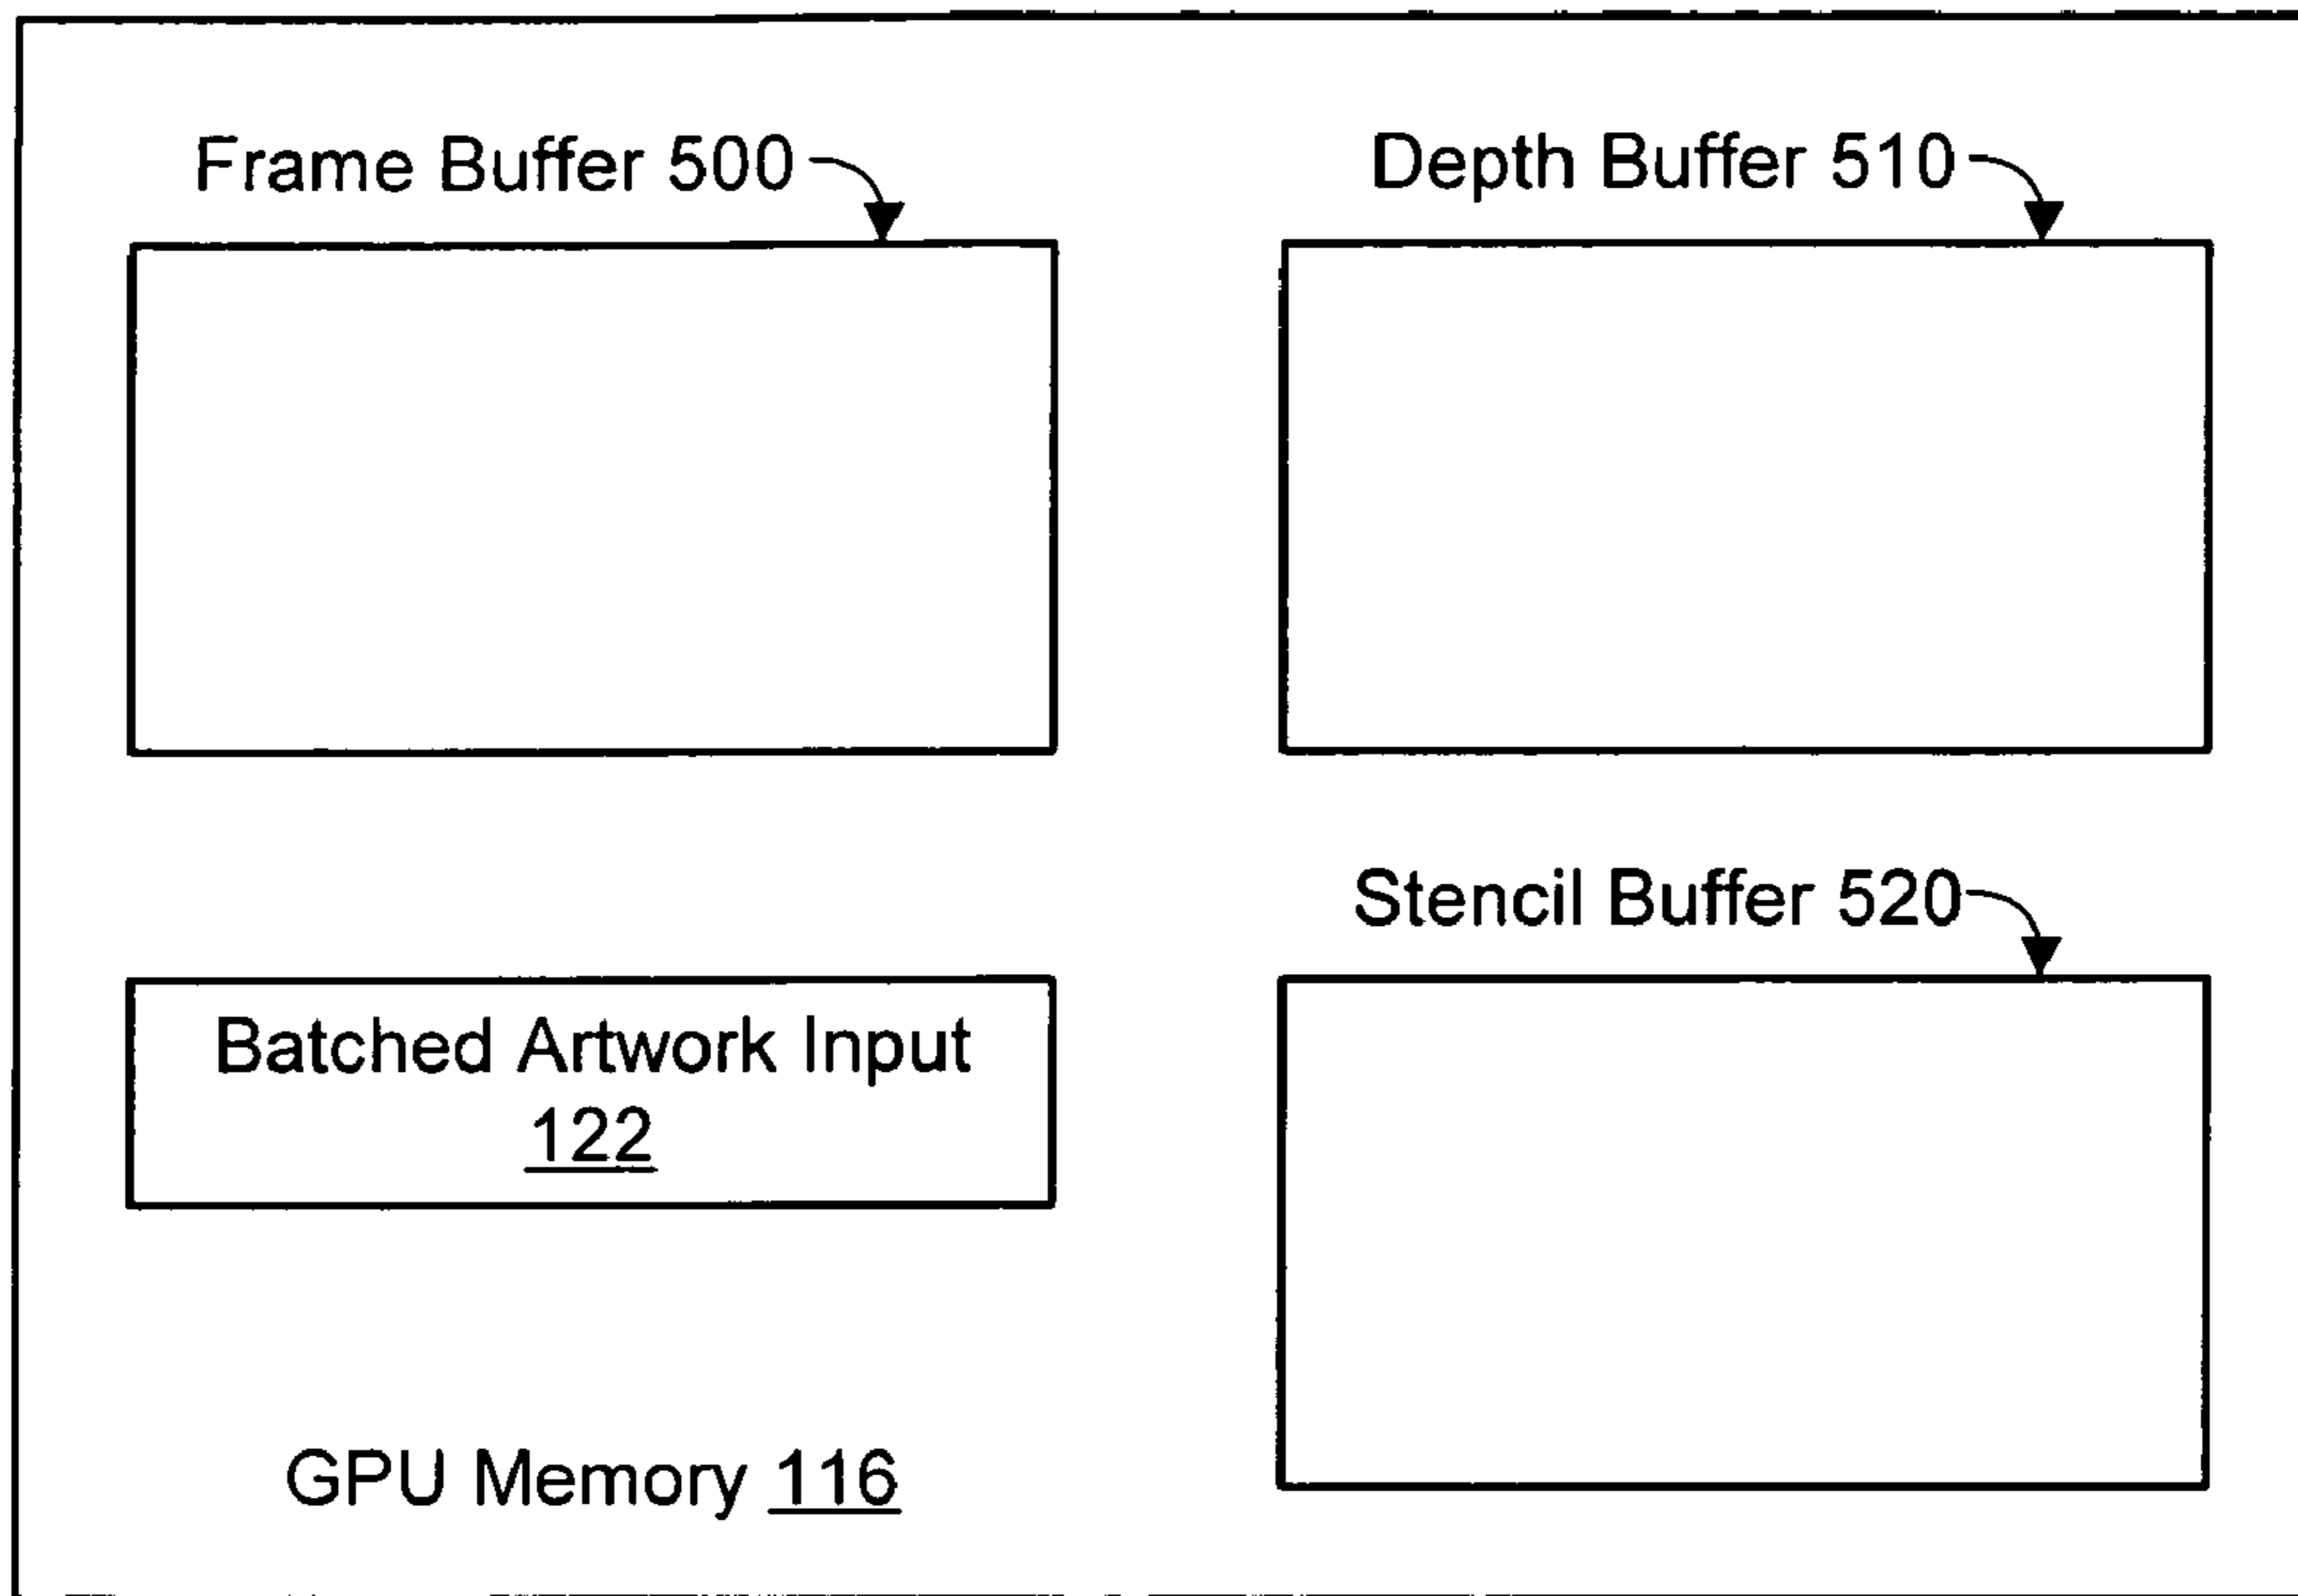 Frame Buffer 500
Depth Buffer 510
Stencil Buffer 520
Batched Artwork Input
122
GPU Memory 116